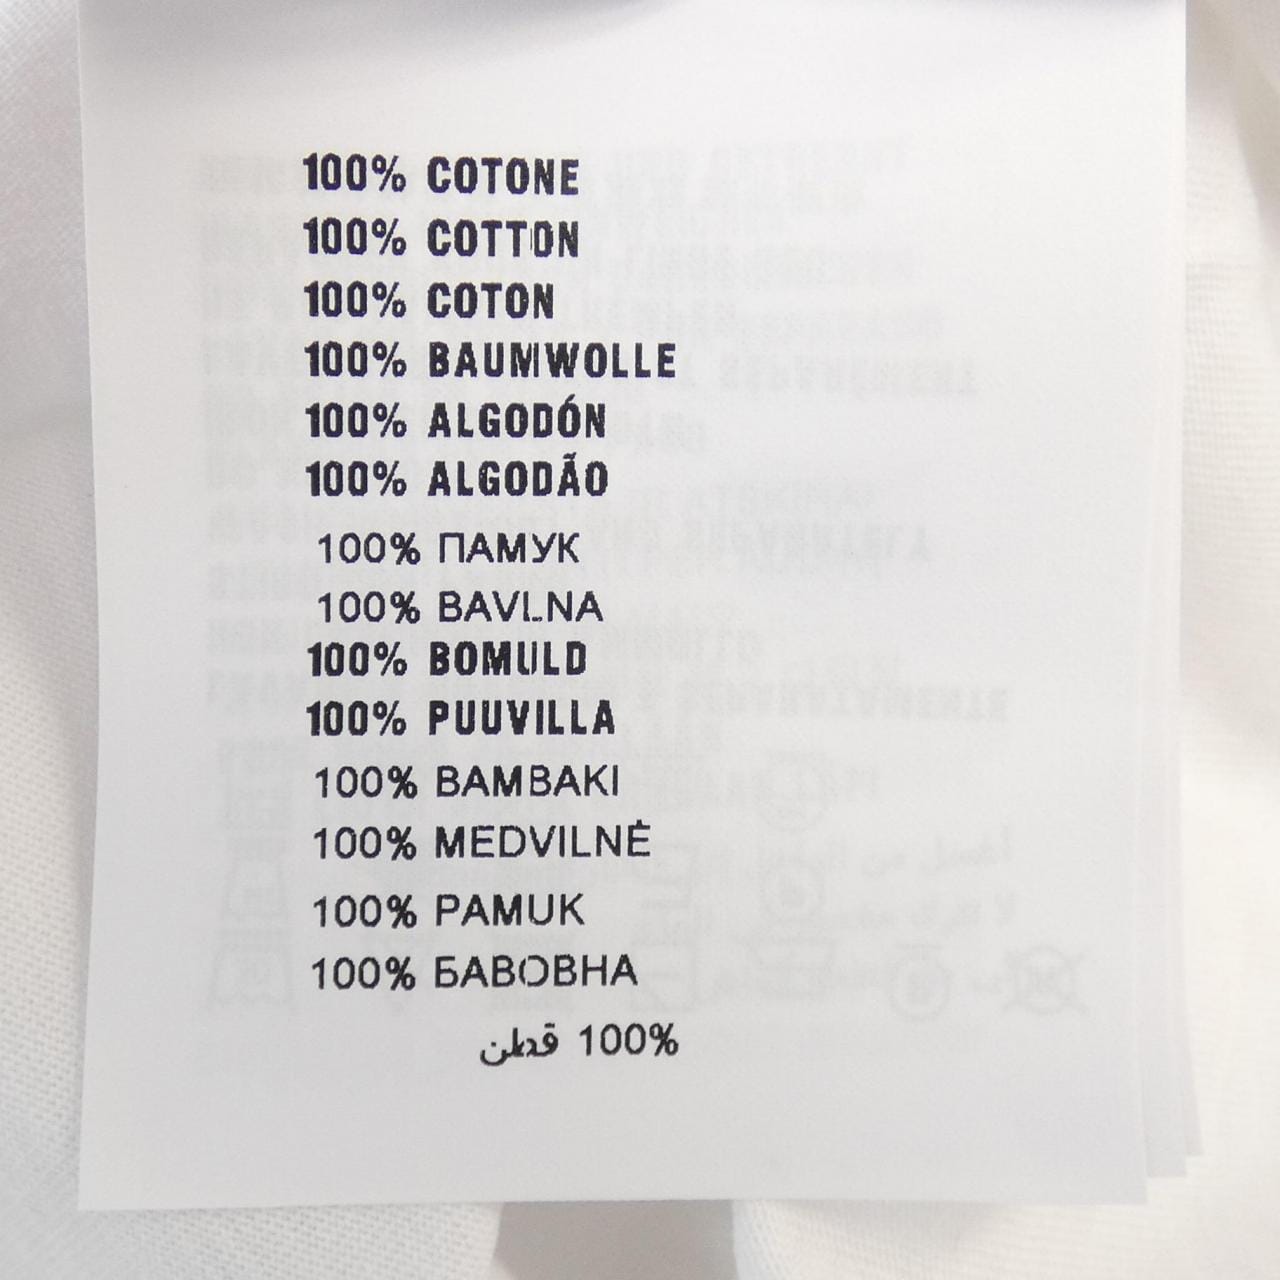 100% COTONE
100% COTTON
100% COTON
100% BAUMWOLLE
100% ALGODÓN
100% ALGODÃO
100% ПАМУК
100% BAVLNA
100% BOMULD
100% PUUVILLA
100% BAMBAKI
100% MEDVILNĖ
100% PAMUK
100% БАВОВНА
100% قطن